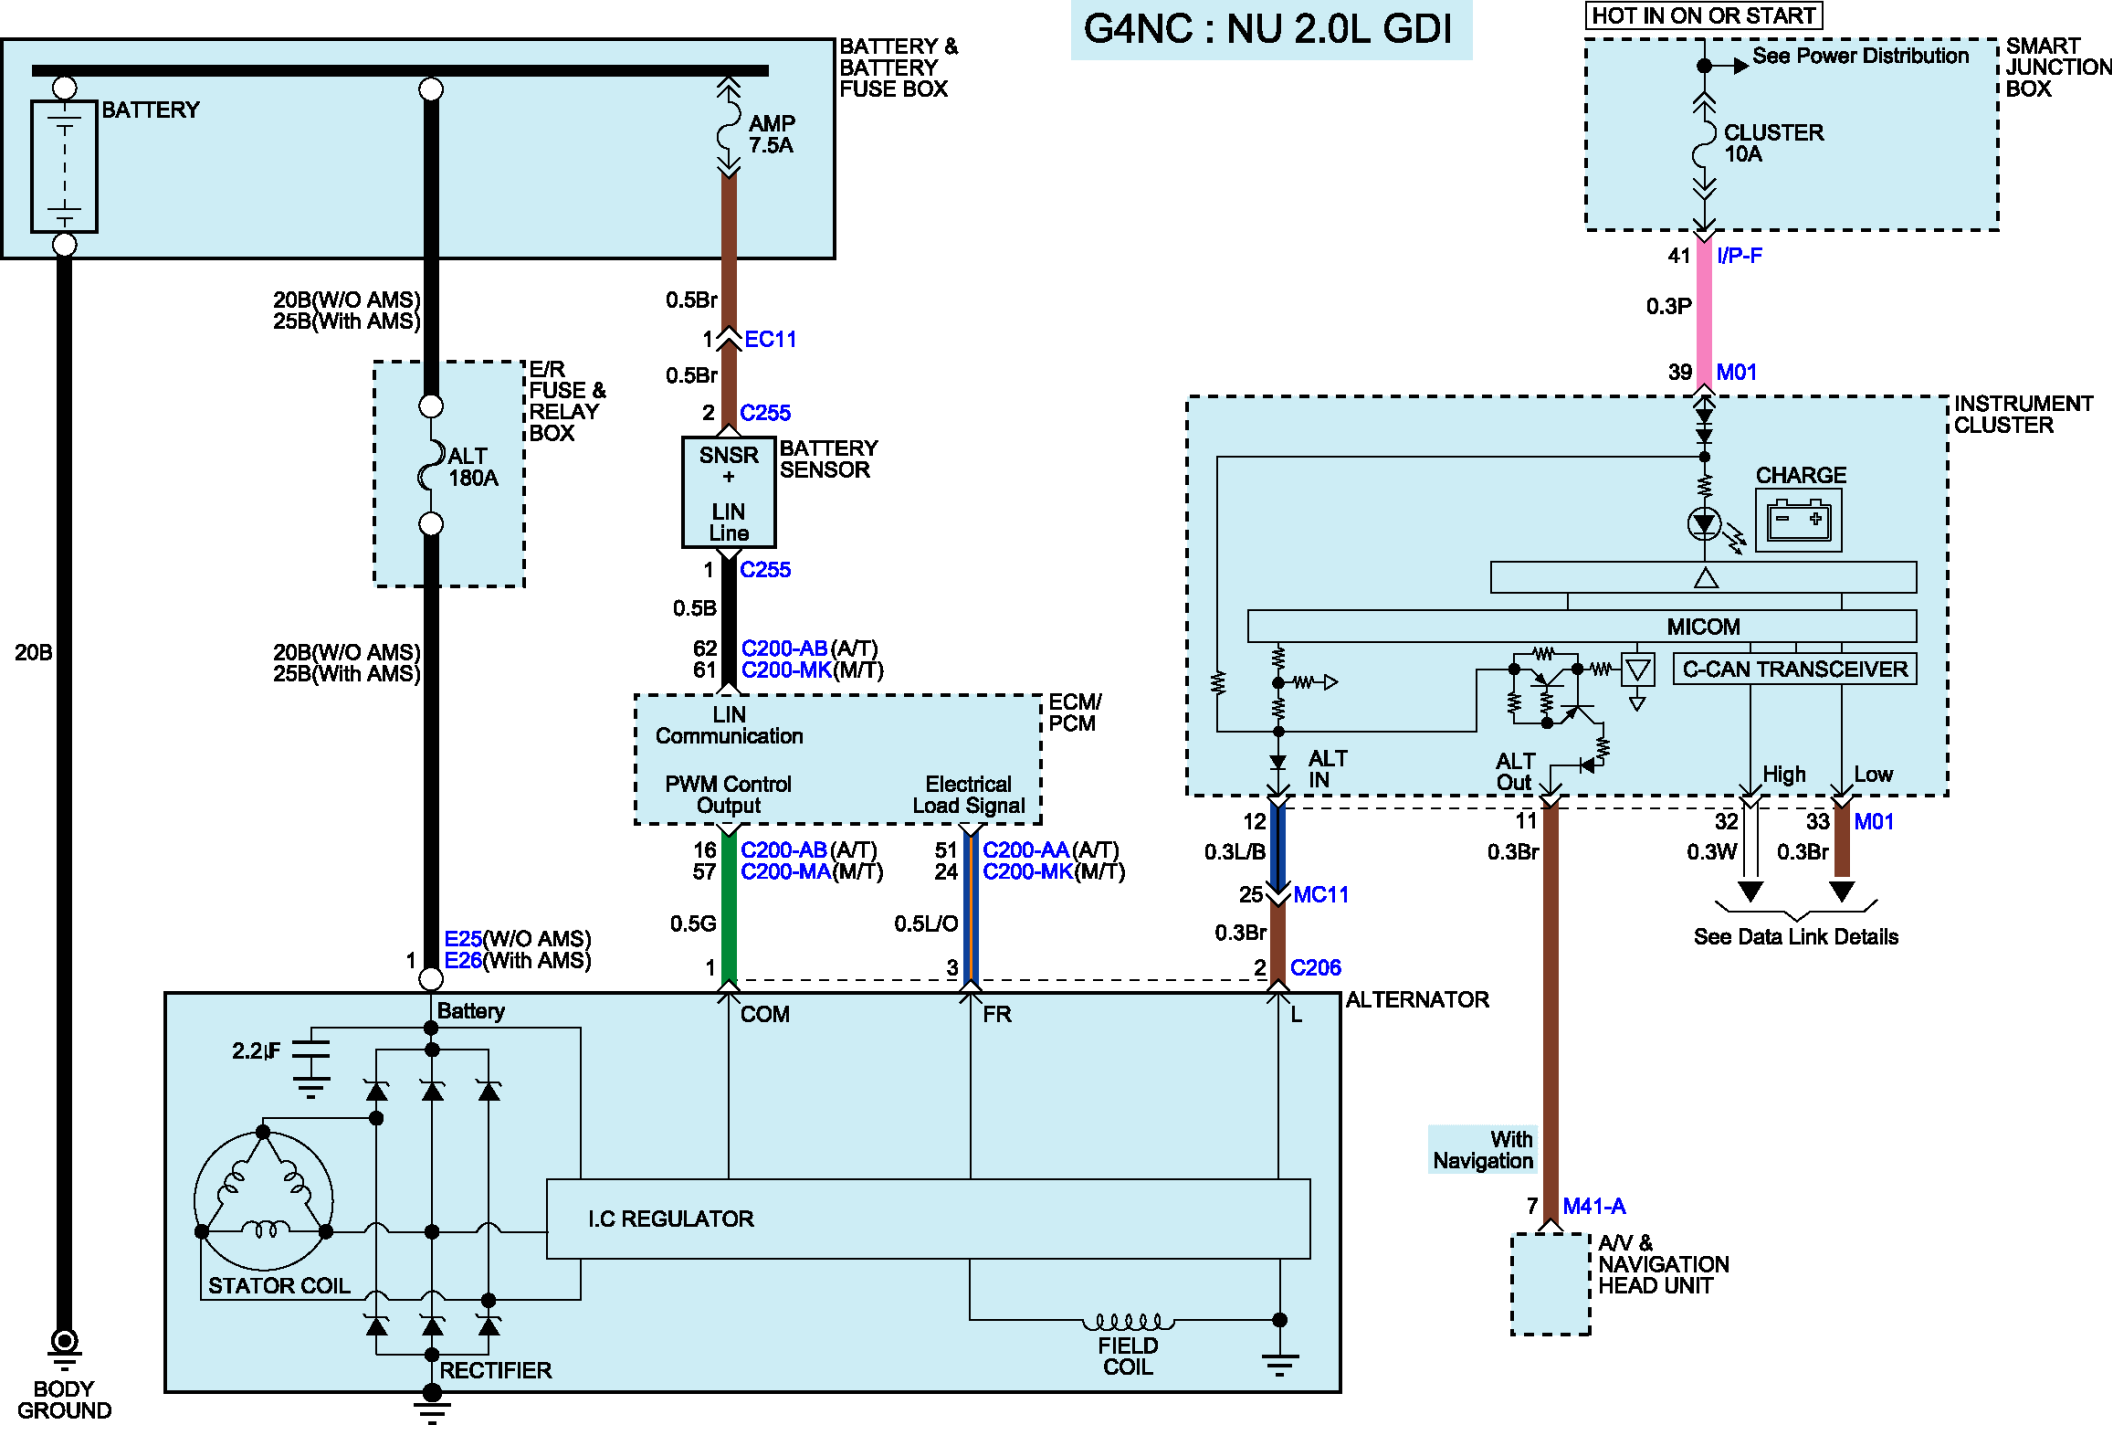 G4NC : NU 2.0L GDI
HOT IN ON OR START
BATTERY &
BATTERY
FUSE BOX
BATTERY
AMP
7.5A
See Power Distribution
SMART
JUNCTION
BOX
CLUSTER
10A
41 I/P-F
0.3P
39 M01
20B(W/O AMS)
25B(With AMS)
0.5Br
1 EC11
0.5Br
2 C255
E/R
FUSE &
RELAY
BOX
ALT
180A
SNSR
+
LIN
Line
BATTERY
SENSOR
1 C255
0.5B
62 C200-AB(A/T)
61 C200-MK(M/T)
20B
20B(W/O AMS)
25B(With AMS)
LIN
Communication
ECM/
PCM
PWM Control
Output
Electrical
Load Signal
16 C200-AB(A/T)
57 C200-MA(M/T)
51 C200-AA(A/T)
24 C200-MK(M/T)
0.5G
0.5L/O
1
3
INSTRUMENT
CLUSTER
CHARGE
- +
MICOM
C-CAN TRANSCEIVER
ALT
IN
ALT
Out
High
Low
12
11
32
33 M01
0.3L/B
0.3Br
0.3W
0.3Br
25 MC11
0.3Br
2 C206
See Data Link Details
E25(W/O AMS)
1 E26(With AMS)
ALTERNATOR
Battery
COM
FR
L
2.2µF
I.C REGULATOR
STATOR COIL
RECTIFIER
FIELD
COIL
With
Navigation
7 M41-A
A/V &
NAVIGATION
HEAD UNIT
BODY
GROUND